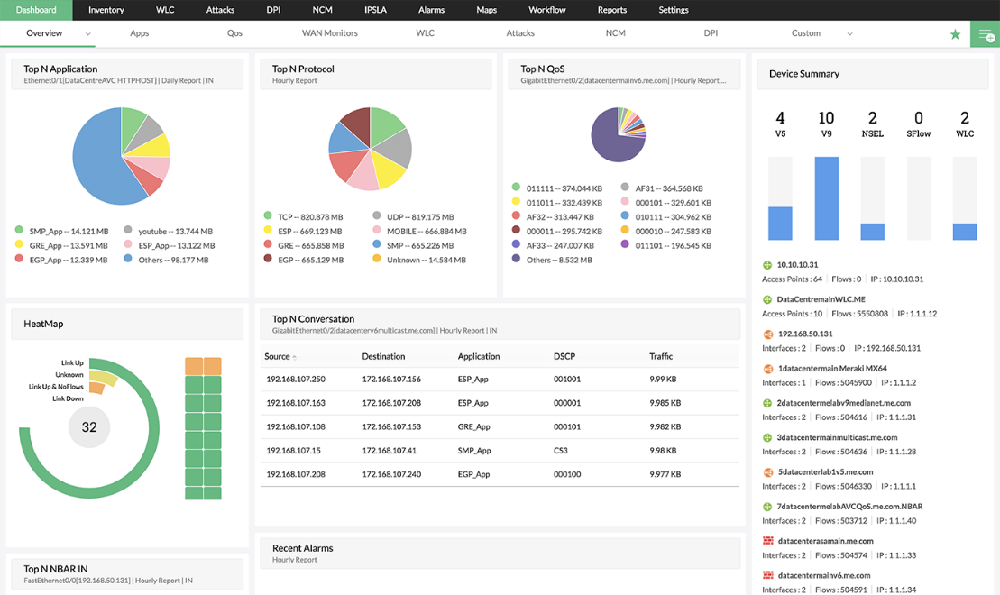 Dashboard Inventory WLC Attacks DPI NCM IPSLA Alarms Maps Workflow Reports Settings
Overview Apps Qos WAN Monitors WLC Attacks NCM DPI Custom
Top N Application
Ethernet0/1[DataCentreAVC HTTPHOST] | Daily Report | IN
SMP_App -- 14.121 MB youtube -- 13.744 MB
GRE_App -- 13.591 MB ESP_App -- 13.122 MB
EGP_App -- 12.339 MB Others -- 98.177 MB
Top N Protocol
Hourly Report
TCP -- 820.878 MB UDP -- 819.175 MB
ESP -- 669.123 MB MOBILE -- 666.884 MB
GRE -- 665.858 MB SMP -- 665.226 MB
EGP -- 665.129 MB Unknown -- 14.584 MB
Top N QoS
GigabitEthernet0/2[datacentermainv6.me.com] | Hourly Report ...
011111 -- 374.044 KB AF31 -- 364.568 KB
011011 -- 332.439 KB 000101 -- 329.601 KB
AF32 -- 313.447 KB 010111 -- 304.962 KB
000011 -- 295.742 KB 000010 -- 247.583 KB
AF33 -- 247.007 KB 011101 -- 196.545 KB
Others -- 8.532 MB
Device Summary
4 10 2 0 2
V5 V9 NSEL SFlow WLC
10.10.10.31
Access Points : 64 | Flows : 0 | IP : 10.10.10.31
DataCentremainWLC.ME
Access Points : 10 | Flows : 5550808 | IP : 1.1.1.12
192.168.50.131
Interfaces : 2 | Flows : 0 | IP : 192.168.50.131
1datacentermain Meraki MX64
Interfaces : 1 | Flows : 5045900 | IP : 1.1.1.2
2datacentermelabv9medianet.me.com
Interfaces : 2 | Flows : 504616 | IP : 1.1.1.31
3datacentermainmulticast.me.com
Interfaces : 2 | Flows : 504636 | IP : 1.1.1.28
5datacenterlab1v5.me.com
Interfaces : 2 | Flows : 5046330 | IP : 1.1.1.1
7datacentermelabAVCQoS.me.com.NBAR
Interfaces : 2 | Flows : 503712 | IP : 1.1.1.40
datacenterasamain.me.com
Interfaces : 2 | Flows : 504574 | IP : 1.1.1.33
datacentermainv6.me.com
Interfaces : 2 | Flows : 504591 | IP : 1.1.1.34
HeatMap
Link Up
Unknown
Link Up & NoFlows
Link Down
32
Top N Conversation
GigabitEthernet0/2[datacenterv6multicast.me.com] | Hourly Report | IN
Source Destination Application DSCP Traffic
192.168.107.250 172.168.107.156 ESP_App 001001 9.99 KB
192.168.107.163 172.168.107.208 ESP_App 000001 9.985 KB
192.168.107.108 172.168.107.153 GRE_App 000101 9.982 KB
192.168.107.15 172.168.107.41 SMP_App CS3 9.98 KB
192.168.107.208 172.168.107.240 EGP_App 000100 9.977 KB
Recent Alarms
Hourly Report
Top N NBAR IN
FastEthernet0/0[192.168.50.131] | Hourly Report | IN